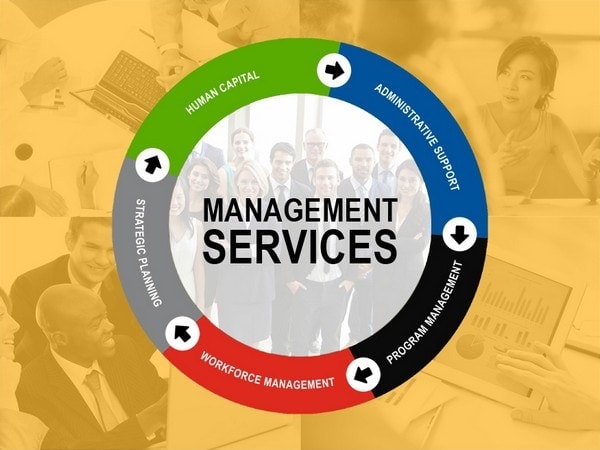 MANAGEMENT
SERVICES
HUMAN CAPITAL
ADMINISTRATIVE SUPPORT
PROGRAM MANAGEMENT
WORKFORCE MANAGEMENT
STRATEGIC PLANNING